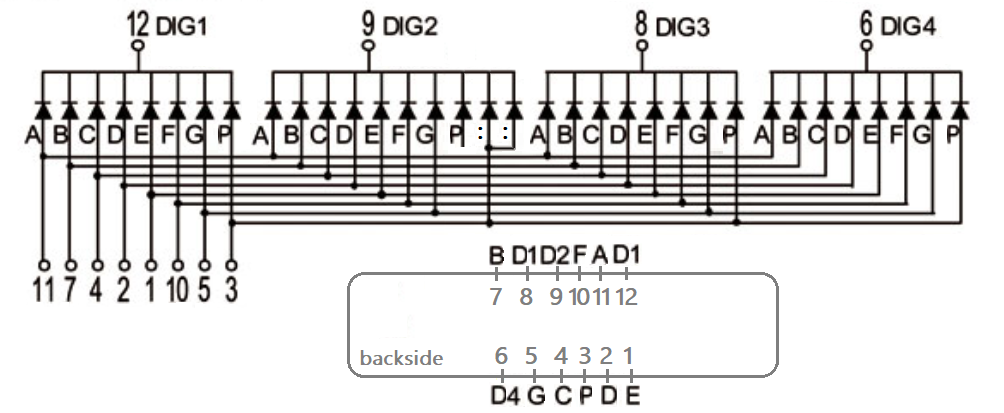 12 DIG1 9 DIG2 8 DIG3 6 DIG4
A B C D E F G P A B C D E F G P : : A B C D E F G P A B C D E F G P
11 7 4 2 1 10 5 3
B D1 D2 F A D1
7 8 9 10 11 12
backside 6 5 4 3 2 1
D4 G C P D E